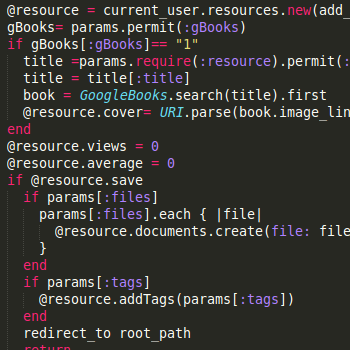 @resource = current_user.resources.new(add_
gBooks= params.permit(:gBooks)
if gBooks[:gBooks]== "1"
title =params.require(:resource).permit(:
title = title[:title]
book = GoogleBooks.search(title).first
@resource.cover= URI.parse(book.image_lin
end
@resource.views = 0
@resource.average = 0
if @resource.save
if params[:files]
params[:files].each { |file|
@resource.documents.create(file: file
}
end
if params[:tags]
@resource.addTags(params[:tags])
end
redirect_to root_path
return